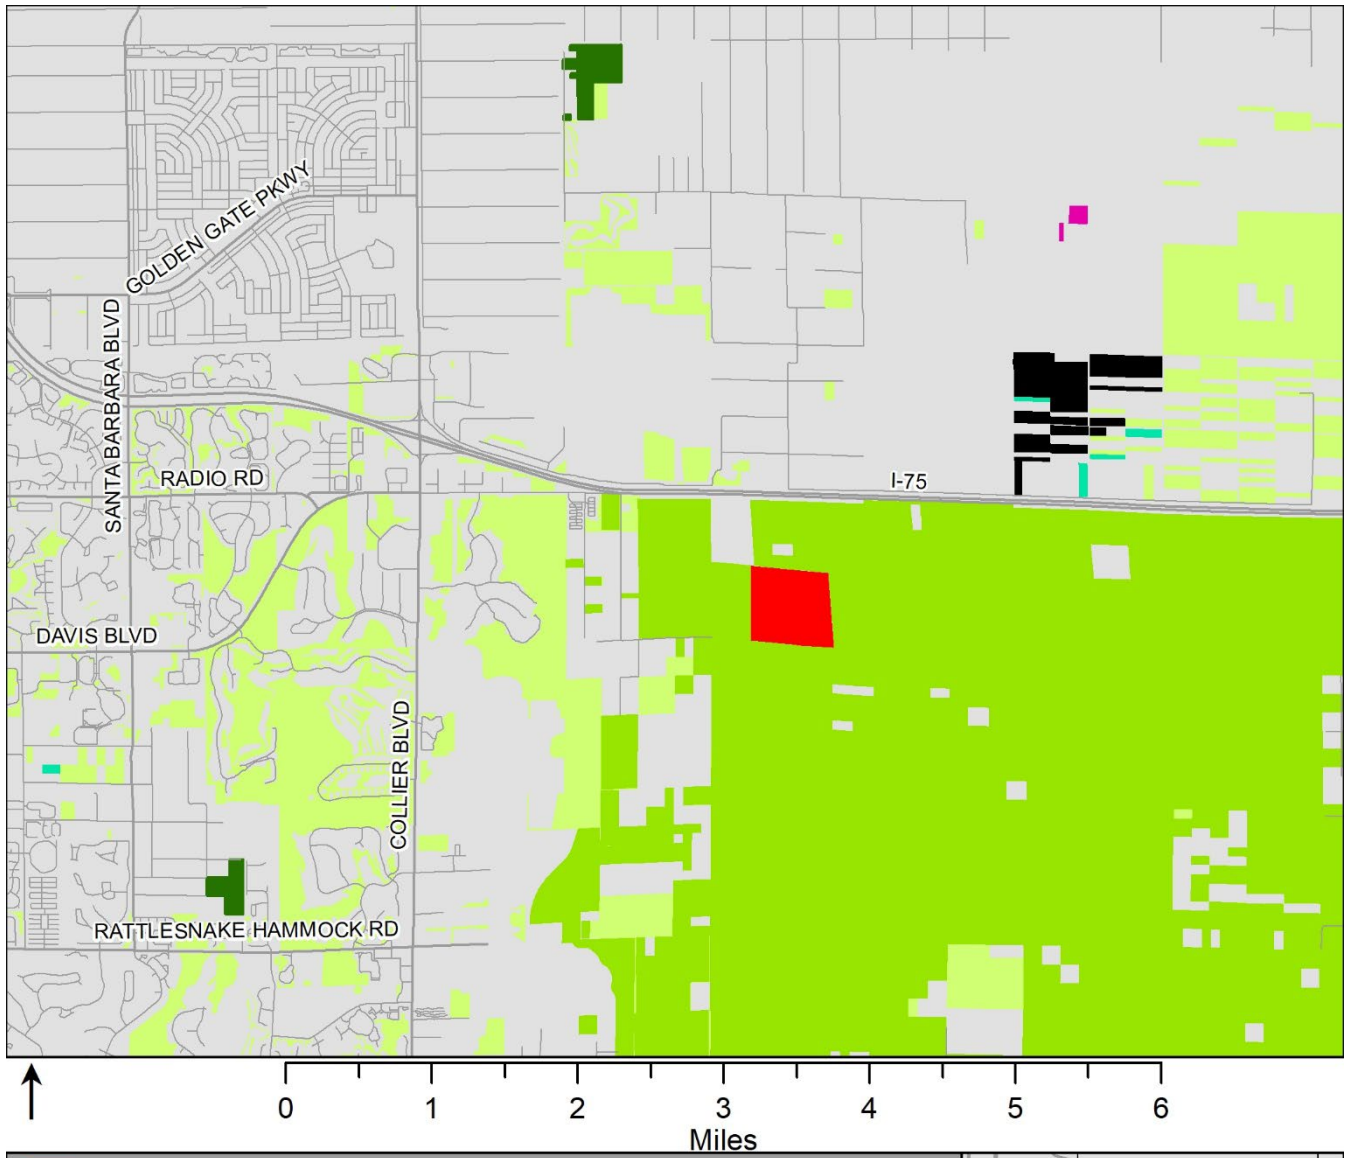 GOLDEN GATE PKWY
SANTA BARBARA BLVD
RADIO RD
I-75
DAVIS BLVD
COLLIER BLVD
RATTLESNAKE HAMMOCK RD
0 1 2 3 4 5 6
Miles